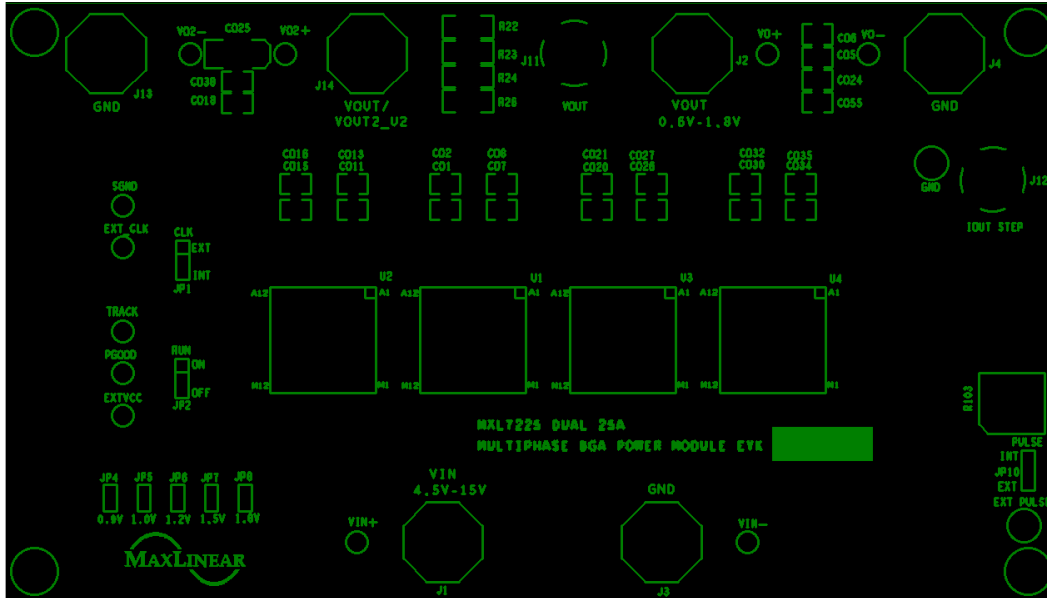 VO2- CO25 VO2+
R22
R23
R24
R26
J11
VO+ VO-
CO6
CO5
CO24
CO55
J13
GND
CO18
J14
VOUT/
VOUT2_U2
VOUT
J2
VOUT
0.6V-1.8V
J4
GND
CO16 CO13 CO2 CO21 CO27 CO32 CO35
CO15 CO11 CO1 CO7 CO20 CO26 CO30 CO34
GND
J12
IOUT STEP
SGND
EXT_CLK
CLK
EXT
INT
JP1
U2 U1 U3 U4
A12 A1 A12 A1 A12 A1 A12 A1
TRACK
PGOOD
EXTVCC
RUN
ON
OFF
JP2
M12 M1 M12 M1 M12 M1 M12 M1
R103
MXL7225 DUAL 25A
MULTIPHASE BGA POWER MODULE EVK
PULSE
INT
JP10
EXT
EXT PULSE
JP4 JP5 JP6 JP7 JP8
0.9V 1.0V 1.2V 1.5V 1.8V
VIN
4.5V-15V
GND
VIN+
VIN-
J1
J3
MAXLINEAR